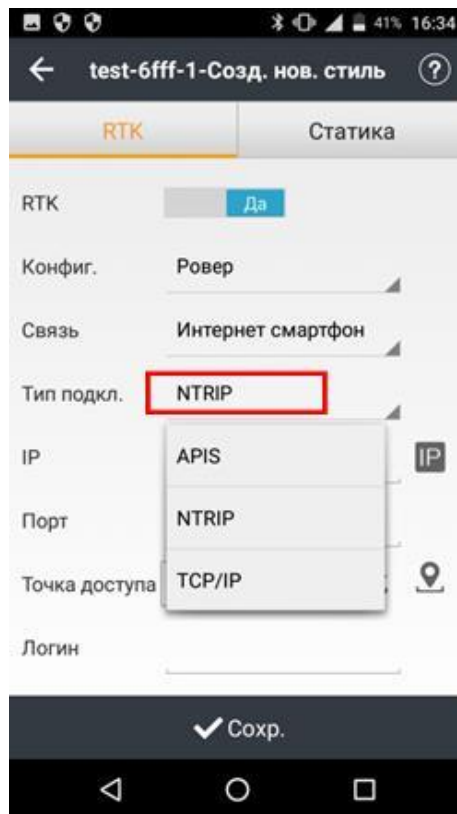 41% 16:34
test-6fff-1-Созд. нов. стиль ?
RTK Статика
RTK Да
Конфиг. Ровер
Связь Интернет смартфон
Тип подкл. NTRIP
IP APIS IP
Порт NTRIP
Точка доступа TCP/IP
Логин
Сохр.